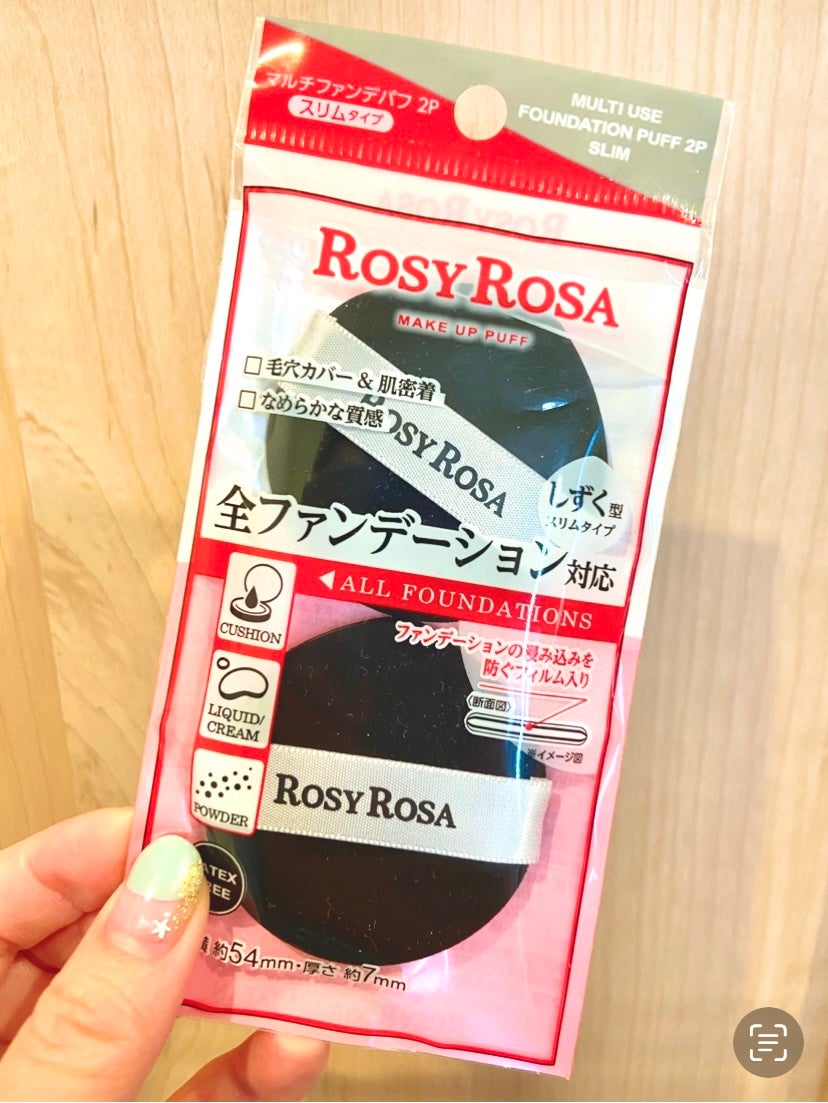 マルチファンデパフ 2P
スリムタイプ
MULTI USE
FOUNDATION PUFF 2P
SLIM
ROSY ROSA
MAKE UP PUFF
□ 毛穴カバー & 肌密着
□ なめらかな質感
ROSY ROSA
しずく型
スリムタイプ
全ファンデーション対応
◀ALL FOUNDATIONS
CUSHION
ファンデーションの浸み込みを
防ぐフィルム入り
〈断面図〉
※イメージ図
LIQUID/
CREAM
POWDER
ROSY ROSA
約54mm・厚さ 約7mm